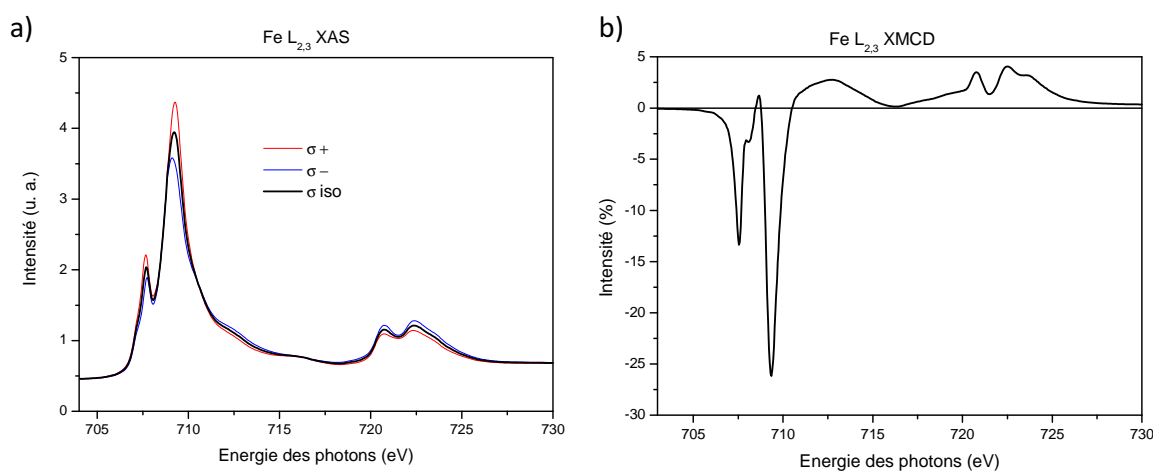 a)
Fe L2,3 XAS
Intensité (u. a.)
5
4
3
2
1
0
σ +
σ −
σ iso
705 710 715 720 725 730
Energie des photons (eV)
b)
Fe L2,3 XMCD
Intensité (%)
5
0
-5
-10
-15
-20
-25
-30
705 710 715 720 725 730
Energie des photons (eV)